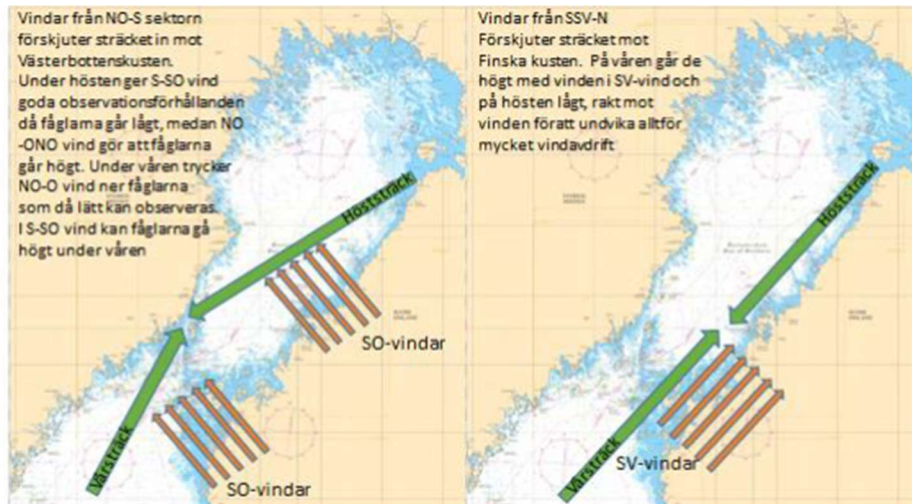 Vindar från NO-S sektorn
förskjuter sträcket in mot
Västerbottenskusten.
Under hösten ger S-SO vind
goda observationsförhållanden
då fåglarna går lågt, medan NO
-ONO vind gör att fåglarna
går högt. Under våren trycker
NO-O vind ner fåglarna
som då lätt kan observeras.
I S-SO vind kan fåglarna gå
högt under våren
Höststräck
SO-vindar
Vårsträck
SO-vindar
Vindar från SSV-N
Förskjuter sträcket mot
Finska kusten. På våren går de
högt med vinden i SV-vind och
på hösten lågt, rakt mot
vinden för att undvika alltför
mycket vindavdrift
Höststräck
SV-vindar
Vårsträck